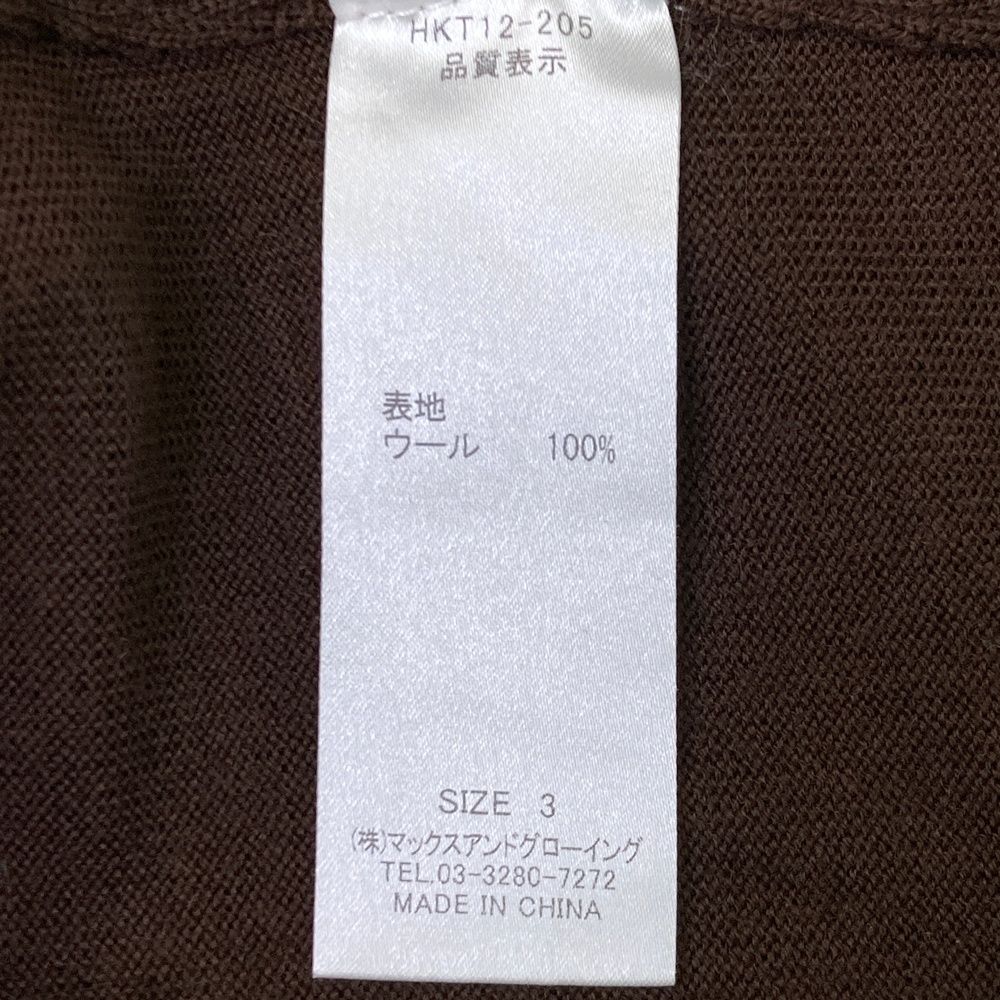 HKT12-205
品質表示
表地
ウール 100%
SIZE 3
(株)マックスアンドグローイング
TEL.03-3280-7272
MADE IN CHINA